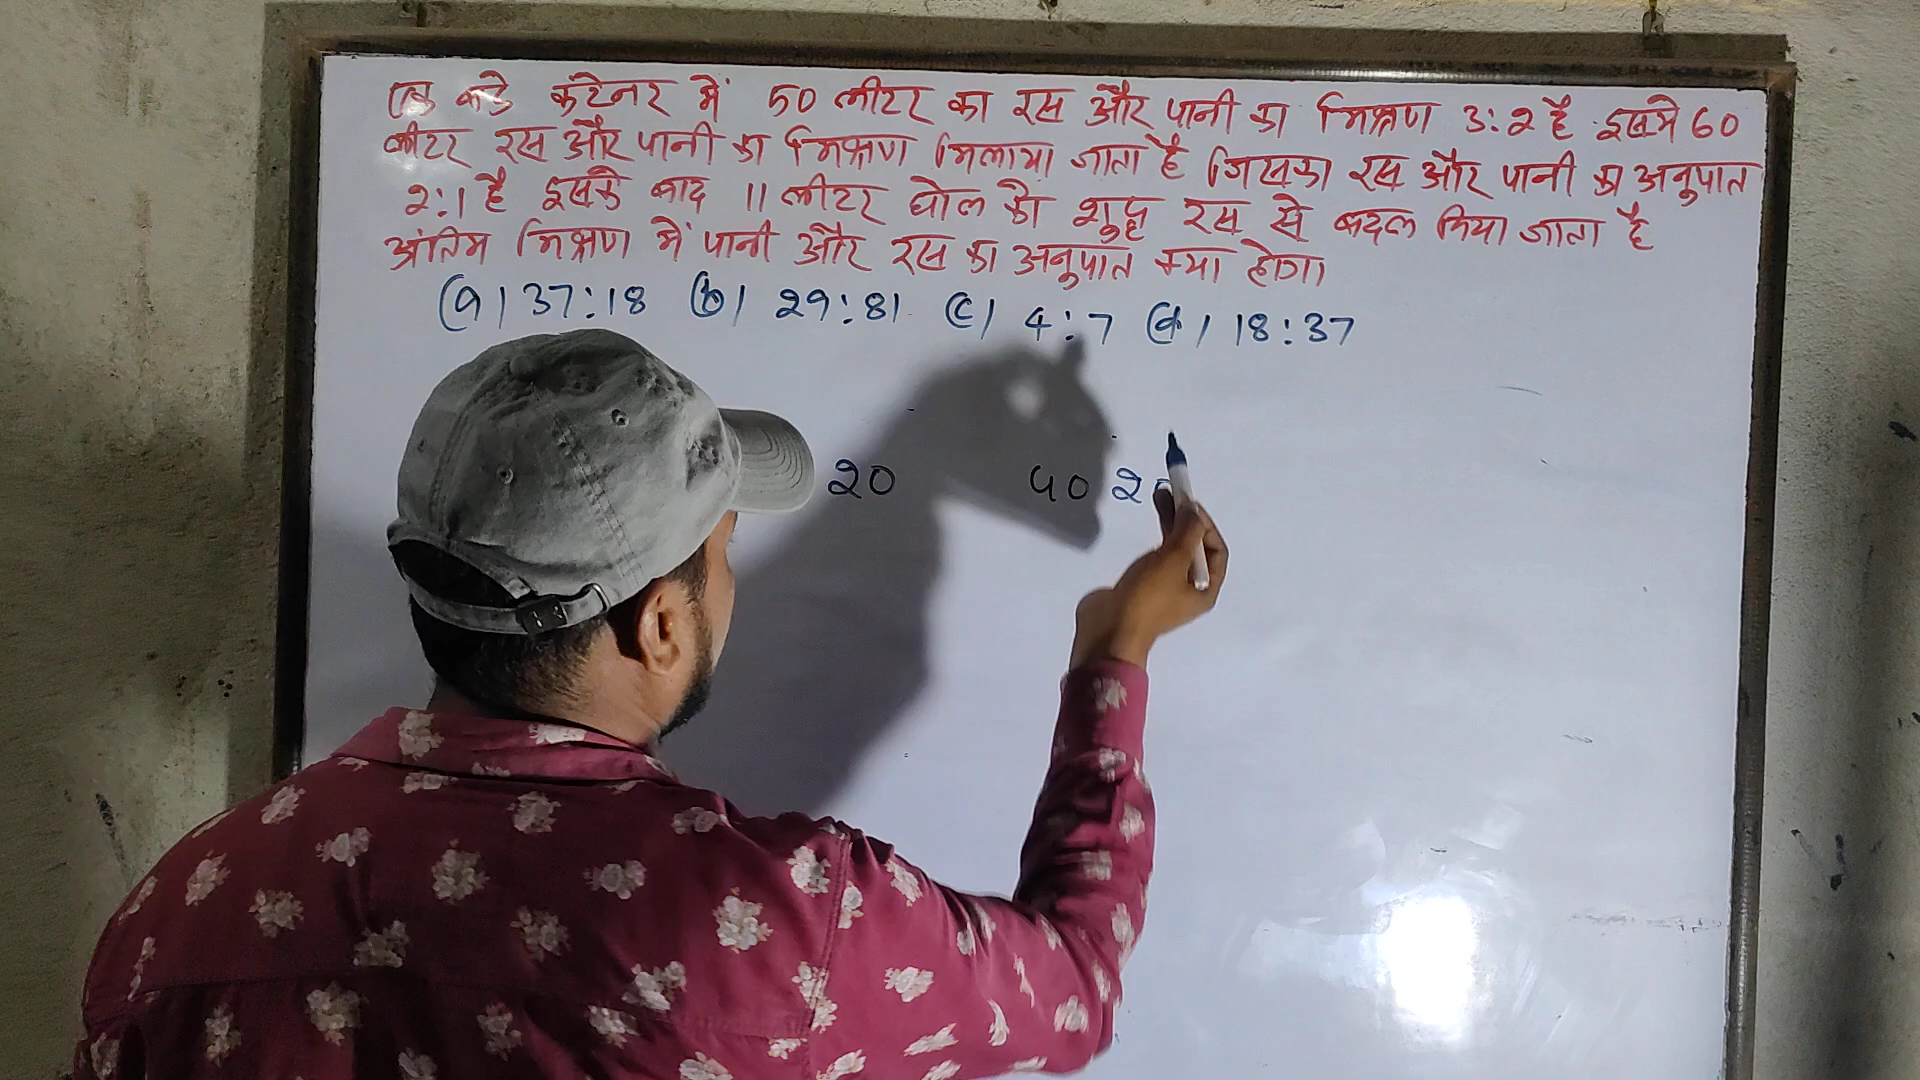 एक बड़े कंटेनर में 50 लीटर का रस और पानी का मिश्रण 3:2 है इसमें 60
लीटर रस और पानी का मिश्रण मिलाया जाता है जिसका रस और पानी का अनुपात
2:1 है इसके बाद 11 लीटर घोल को शुद्ध रस से बदल दिया जाता है
अंतिम मिश्रण में पानी और रस का अनुपात क्या होगा
(a) 37:18 (b) 29:81 (c) 4:7 (d) 18:37
20 40